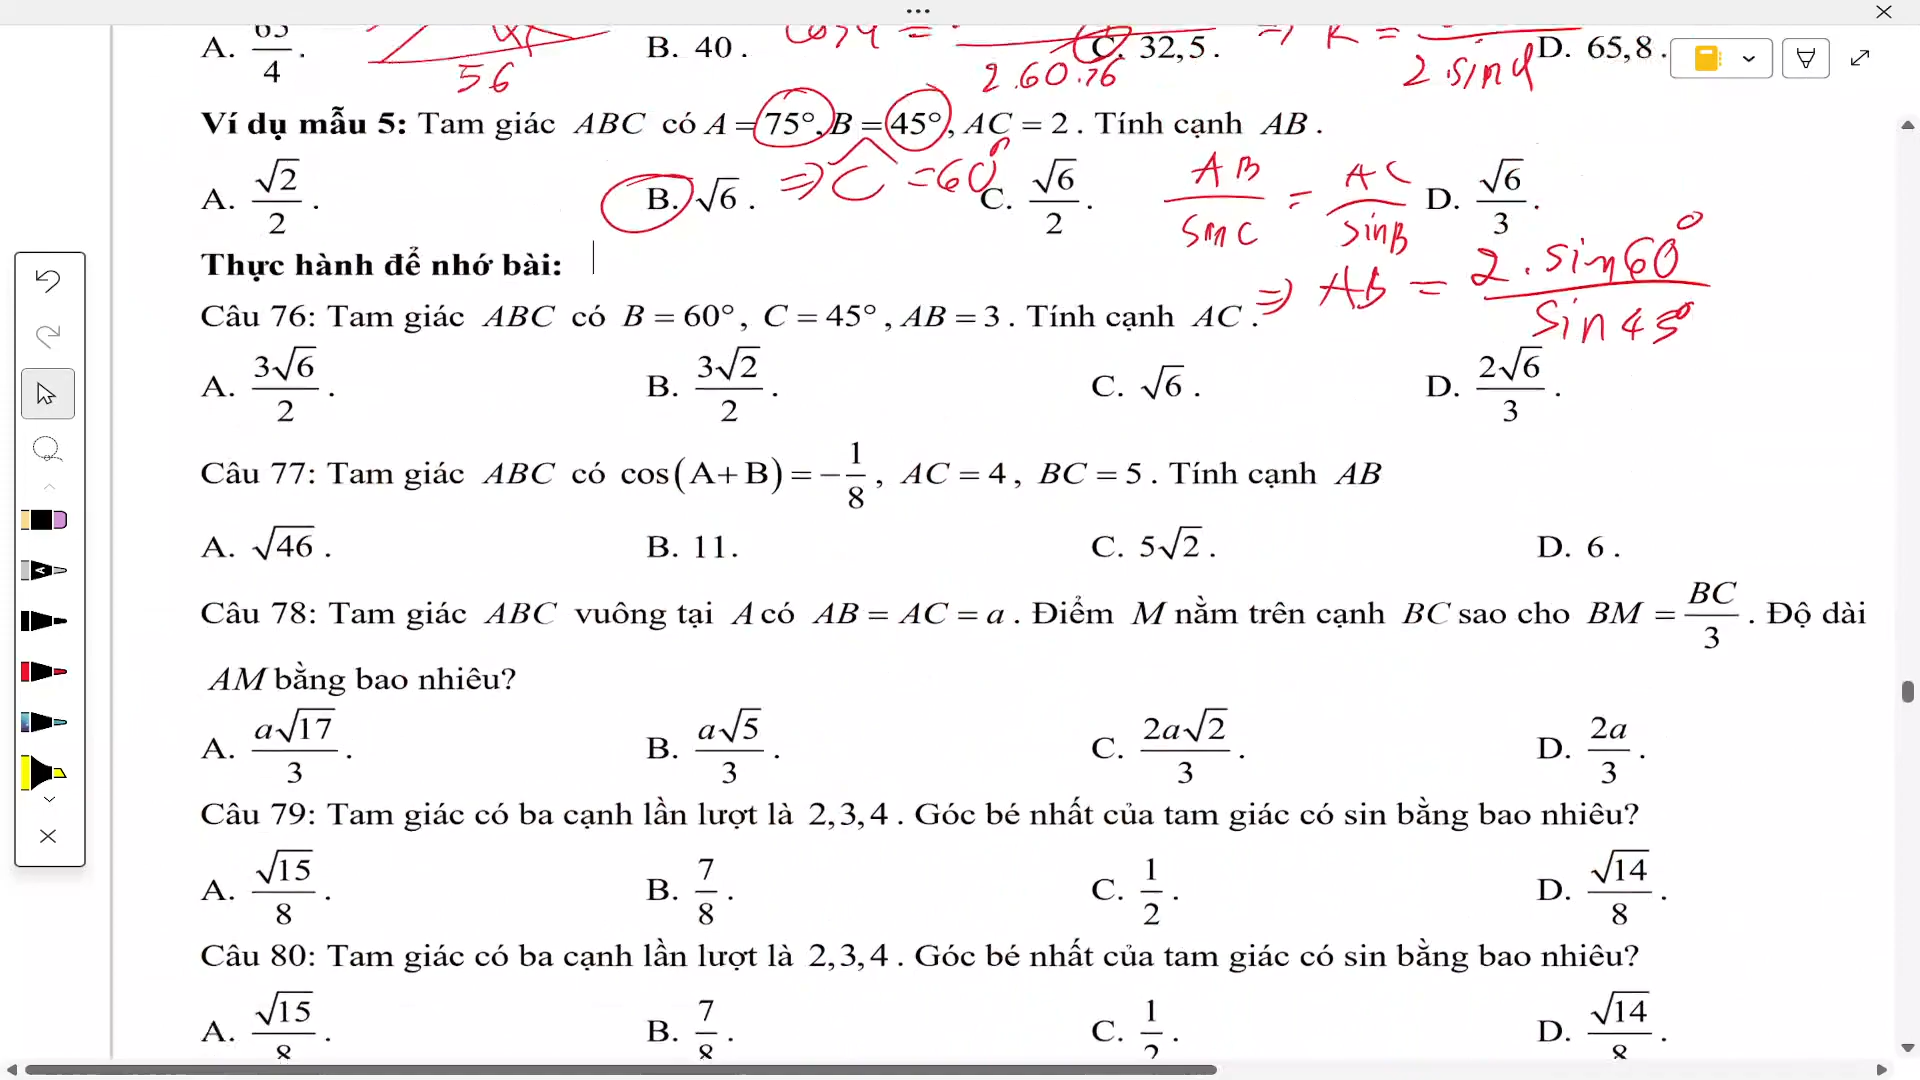 A. 65/4 . B. 40 . C. 32,5 . D. 65,8 .
56 cos α = 2.60.16 ⇒ R = 2.sin α
Ví dụ mẫu 5: Tam giác ABC có A = 75°, B = 45°, AC = 2 . Tính cạnh AB .
A. √2/2 . B. √6 . C. √6/2 . D. √6/3 .
⇒ C = 60° AB/sin C = AC/sin B
⇒ AB = 2 . sin 60°/sin 45°
Thực hành để nhớ bài:
Câu 76: Tam giác ABC có B = 60°, C = 45°, AB = 3 . Tính cạnh AC .
A. 3√6/2 . B. 3√2/2 . C. √6 . D. 2√6/3 .
Câu 77: Tam giác ABC có cos(A+B) = −1/8 , AC = 4 , BC = 5 . Tính cạnh AB
A. √46 . B. 11. C. 5√2 . D. 6 .
Câu 78: Tam giác ABC vuông tại A có AB = AC = a . Điểm M nằm trên cạnh BC sao cho BM = BC/3 . Độ dài
AM bằng bao nhiêu?
A. a√17/3 . B. a√5/3 . C. 2a√2/3 . D. 2a/3 .
Câu 79: Tam giác có ba cạnh lần lượt là 2,3,4 . Góc bé nhất của tam giác có sin bằng bao nhiêu?
A. √15/8 . B. 7/8 . C. 1/2 . D. √14/8 .
Câu 80: Tam giác có ba cạnh lần lượt là 2,3,4 . Góc bé nhất của tam giác có sin bằng bao nhiêu?
A. √15/8 . B. 7/8 . C. 1/2 . D. √14/8 .